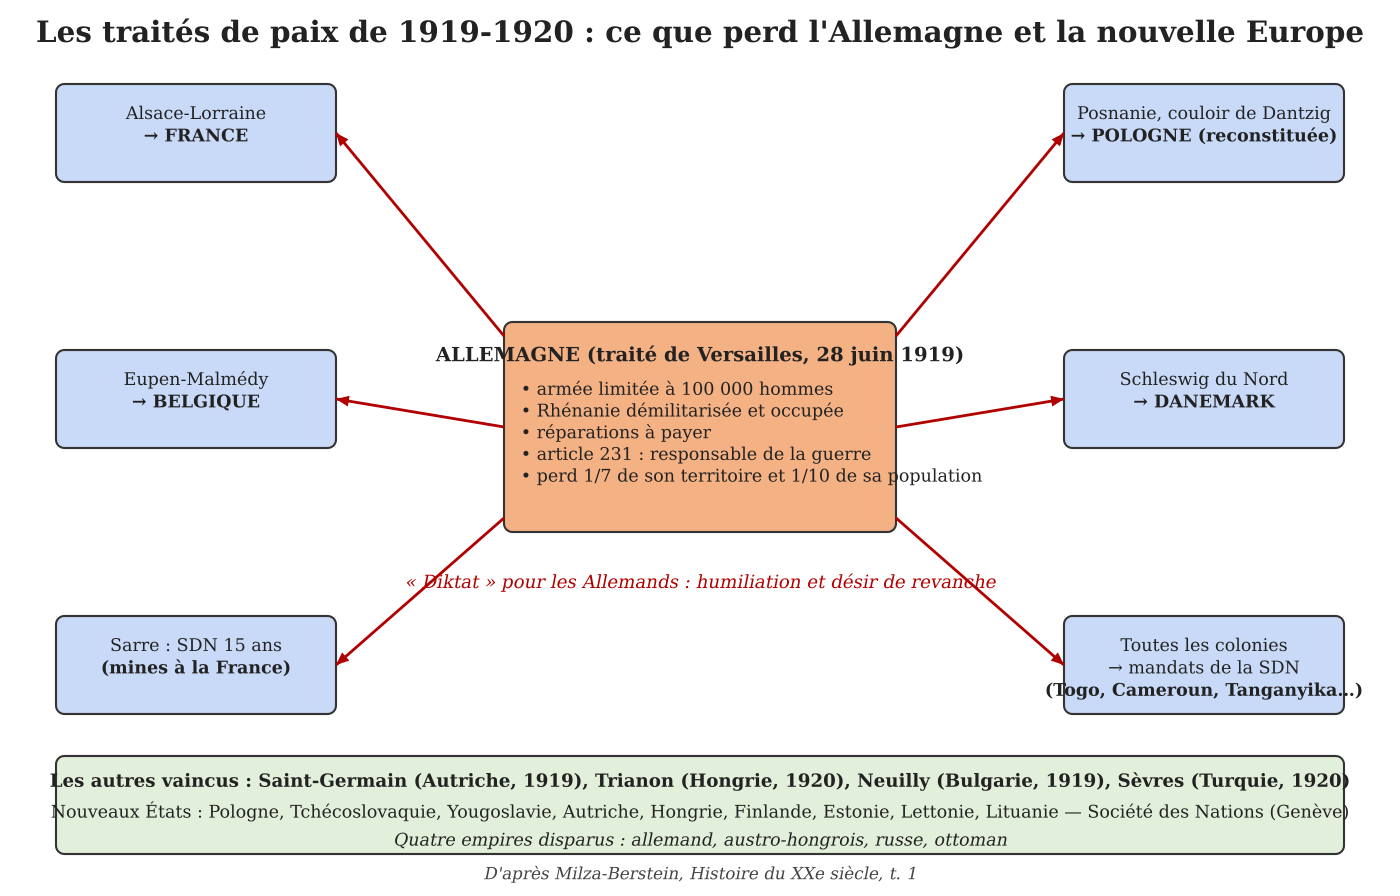 Les traités de paix de 1919-1920 : ce que perd l'Allemagne et la nouvelle Europe
Alsace-Lorraine
→ FRANCE
Posnanie, couloir de Dantzig
→ POLOGNE (reconstituée)
ALLEMAGNE (traité de Versailles, 28 juin 1919)
• armée limitée à 100 000 hommes
• Rhénanie démilitarisée et occupée
• réparations à payer
• article 231 : responsable de la guerre
• perd 1/7 de son territoire et 1/10 de sa population
Eupen-Malmédy
→ BELGIQUE
Schleswig du Nord
→ DANEMARK
« Diktat » pour les Allemands : humiliation et désir de revanche
Sarre : SDN 15 ans
(mines à la France)
Toutes les colonies
→ mandats de la SDN
(Togo, Cameroun, Tanganyika...)
Les autres vaincus : Saint-Germain (Autriche, 1919), Trianon (Hongrie, 1920), Neuilly (Bulgarie, 1919), Sèvres (Turquie, 1920)
Nouveaux États : Pologne, Tchécoslovaquie, Yougoslavie, Autriche, Hongrie, Finlande, Estonie, Lettonie, Lituanie — Société des Nations (Genève)
Quatre empires disparus : allemand, austro-hongrois, russe, ottoman
D'après Milza-Berstein, Histoire du XXe siècle, t. 1